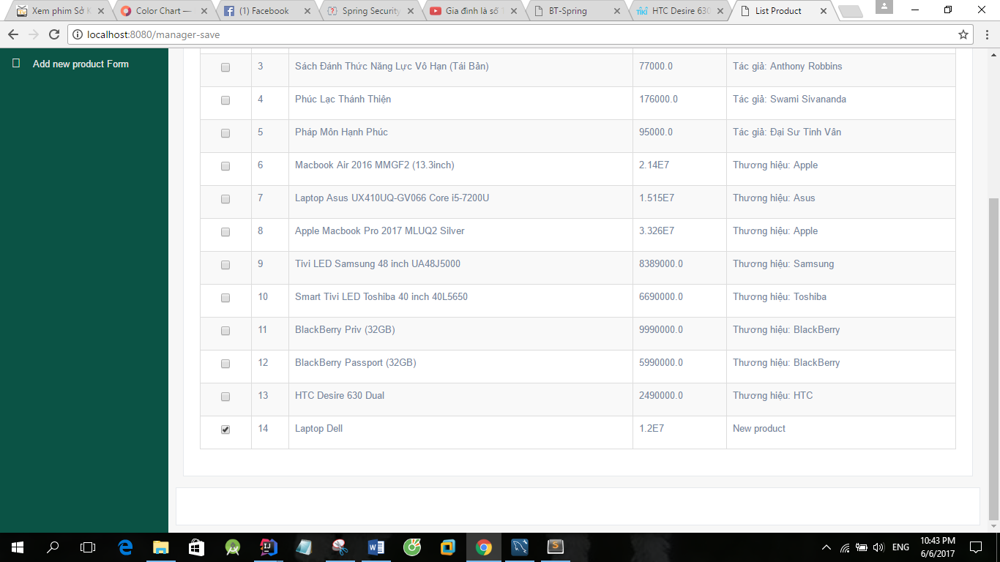 Xem phim Sở K
Color Chart —
(1) Facebook
Spring Security
Gia đình là số 1
BT-Spring
HTC Desire 630
List Product
localhost:8080/manager-save
Add new product Form
3 Sách Đánh Thức Năng Lực Vô Hạn (Tái Bản) 77000.0 Tác giả: Anthony Robbins
4 Phúc Lạc Thánh Thiện 176000.0 Tác giả: Swami Sivananda
5 Pháp Môn Hạnh Phúc 95000.0 Tác giả: Đại Sư Tinh Vân
6 Macbook Air 2016 MMGF2 (13.3inch) 2.14E7 Thương hiệu: Apple
7 Laptop Asus UX410UQ-GV066 Core i5-7200U 1.515E7 Thương hiệu: Asus
8 Apple Macbook Pro 2017 MLUQ2 Silver 3.326E7 Thương hiệu: Apple
9 Tivi LED Samsung 48 inch UA48J5000 8389000.0 Thương hiệu: Samsung
10 Smart Tivi LED Toshiba 40 inch 40L5650 6690000.0 Thương hiệu: Toshiba
11 BlackBerry Priv (32GB) 9990000.0 Thương hiệu: BlackBerry
12 BlackBerry Passport (32GB) 5990000.0 Thương hiệu: BlackBerry
13 HTC Desire 630 Dual 2490000.0 Thương hiệu: HTC
14 Laptop Dell 1.2E7 New product
ENG
10:43 PM
6/6/2017